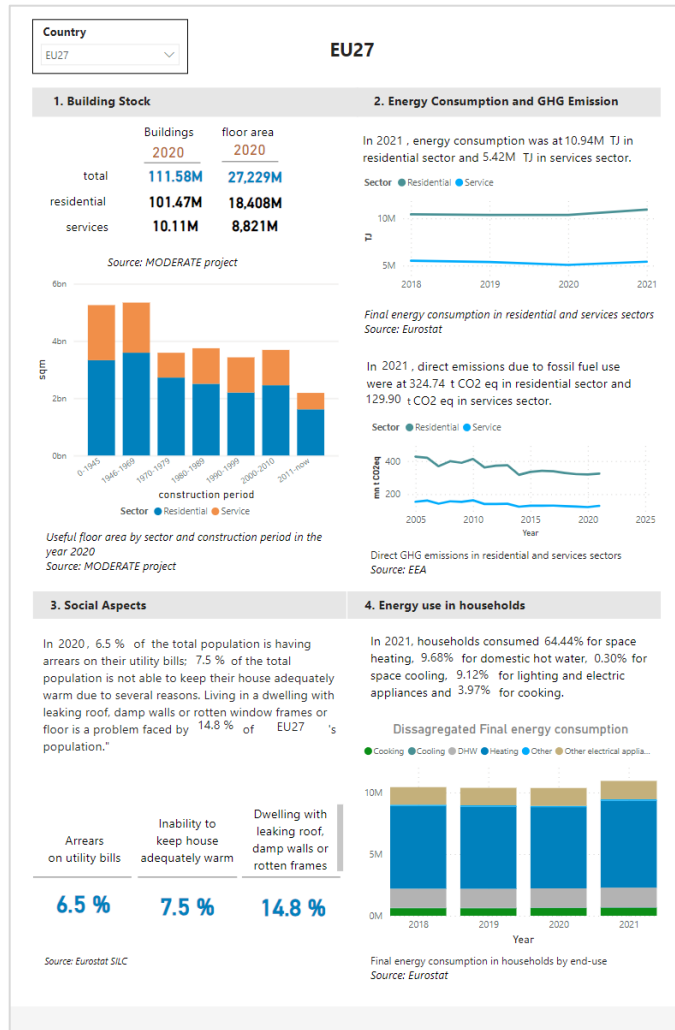 Country
EU27
EU27
1. Building Stock
Buildings floor area
2020 2020
total 111.58M 27,229M
residential 101.47M 18,408M
services 10.11M 8,821M
Source: MODERATE project
6bn
4bn
2bn
0bn
sqm
0-1945
1946-1969
1970-1979
1980-1989
1990-1999
2000-2010
2011-now
construction period
Sector Residential Service
Useful floor area by sector and construction period in the
year 2020
Source: MODERATE project
2. Energy Consumption and GHG Emission
In 2021 , energy consumption was at 10.94M TJ in
residential sector and 5.42M TJ in services sector.
Sector Residential Service
10M
5M
TJ
2018 2019 2020 2021
Final energy consumption in residential and services sectors
Source: Eurostat
In 2021 , direct emissions due to fossil fuel use
were at 324.74 t CO2 eq in residential sector and
129.90 t CO2 eq in services sector.
Sector Residential Service
400
200
mn t CO2eq
2005 2010 2015 2020 2025
Year
Direct GHG emissions in residential and services sectors
Source: EEA
3. Social Aspects
In 2020, 6.5 % of the total population is having
arrears on their utility bills; 7.5 % of the total
population is not able to keep their house adequately
warm due to several reasons. Living in a dwelling with
leaking roof, damp walls or rotten window frames or
floor is a problem faced by 14.8 % of EU27 's
population."
Arrears
on utility bills
Inability to
keep house
adequately warm
Dwelling with
leaking roof,
damp walls or
rotten frames
6.5 % 7.5 % 14.8 %
Source: Eurostat SILC
4. Energy use in households
In 2021, households consumed 64.44% for space
heating, 9.68% for domestic hot water, 0.30% for
space cooling, 9.12% for lighting and electric
appliances and 3.97% for cooking.
Dissagregated Final energy consumption
Cooking Cooling DHW Heating Other Other electrical applia...
10M
5M
0M
2018 2019 2020 2021
Year
Final energy consumption in households by end-use
Source: Eurostat